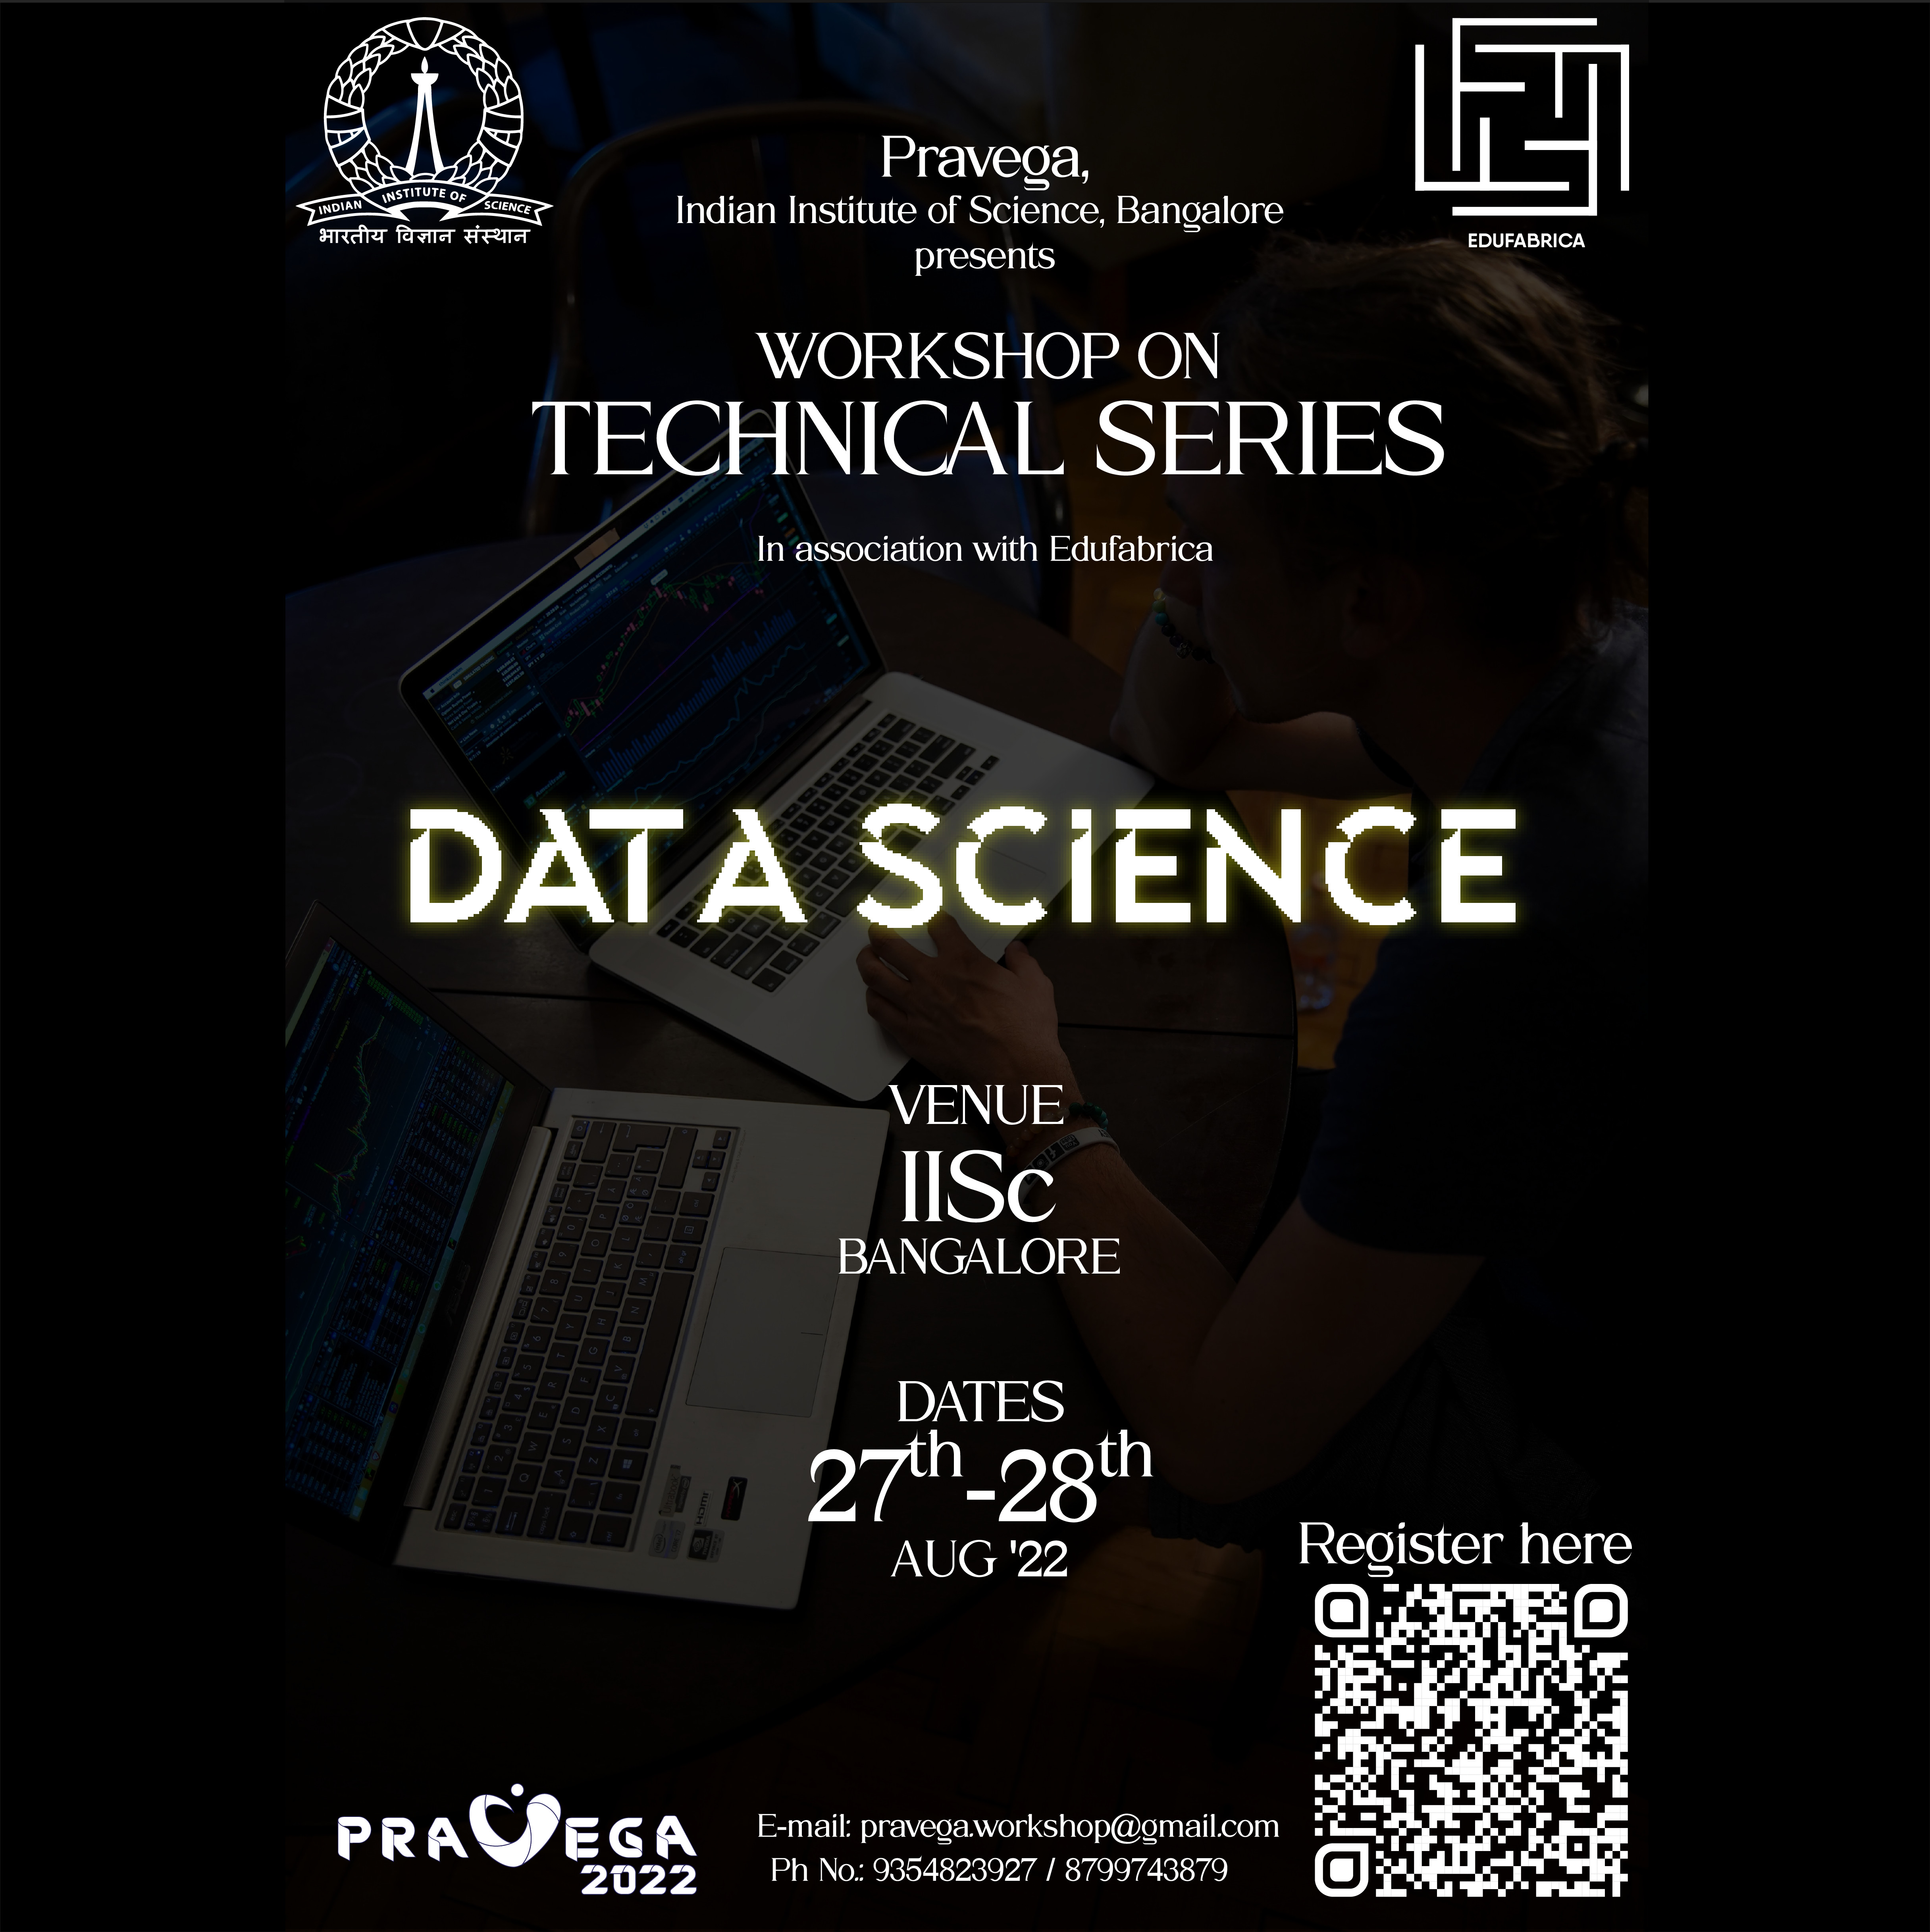 INDIAN INSTITUTE OF SCIENCE
भारतीय विज्ञान संस्थान
EDUFABRICA
Pravega,
Indian Institute of Science, Bangalore
presents
WORKSHOP ON
TECHNICAL SERIES
In association with Edufabrica
DATA SCIENCE
VENUE
IISc
BANGALORE
DATES
27th-28th
AUG '22
Register here
PRAVEGA
2022
E-mail: pravega.workshop@gmail.com
Ph No.: 9354823927 / 8799743879